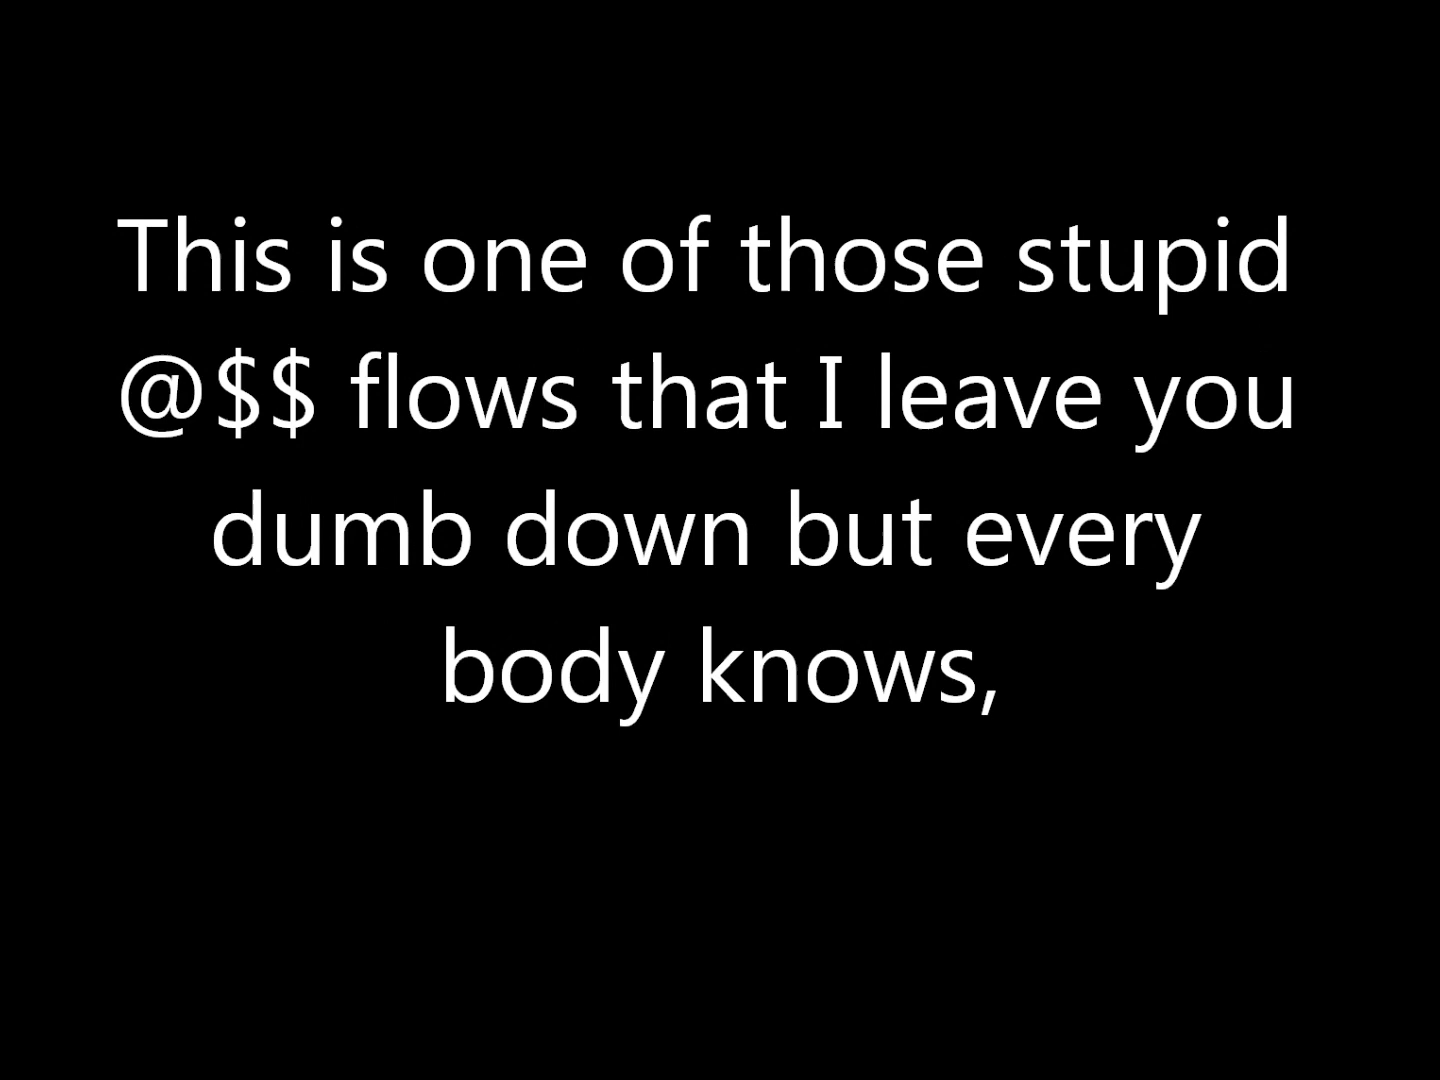 This is one of those stupid
@$$ flows that I leave you
dumb down but every
body knows,